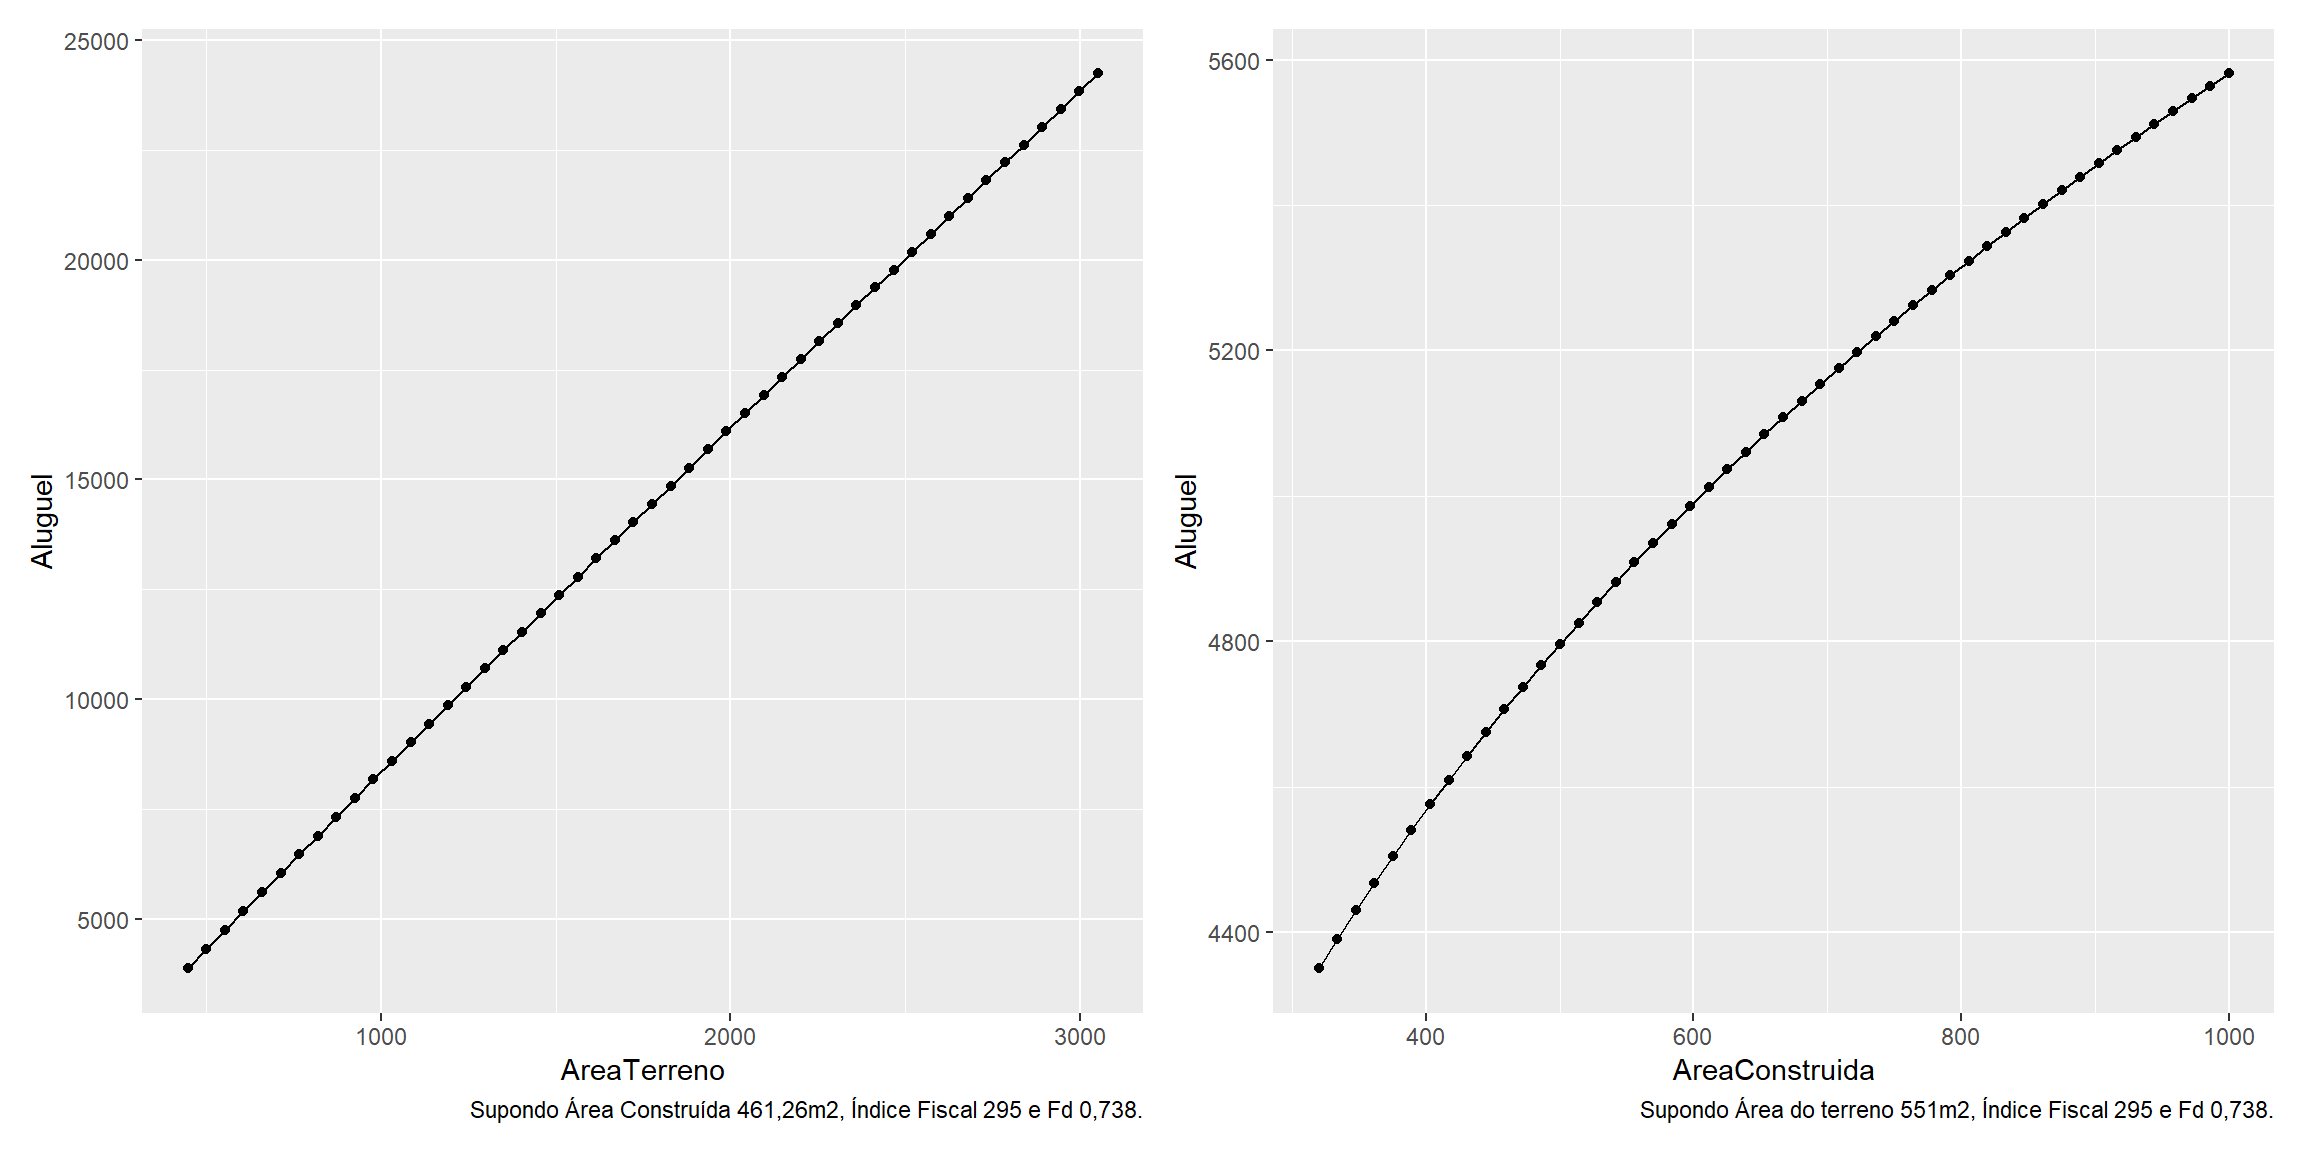 25000
20000
15000
10000
5000
Aluguel
1000 2000 3000
AreaTerreno
Supondo Área Construída 461,26m2, Índice Fiscal 295 e Fd 0,738.
5600
5200
4800
4400
Aluguel
400 600 800 1000
AreaConstruida
Supondo Área do terreno 551m2, Índice Fiscal 295 e Fd 0,738.